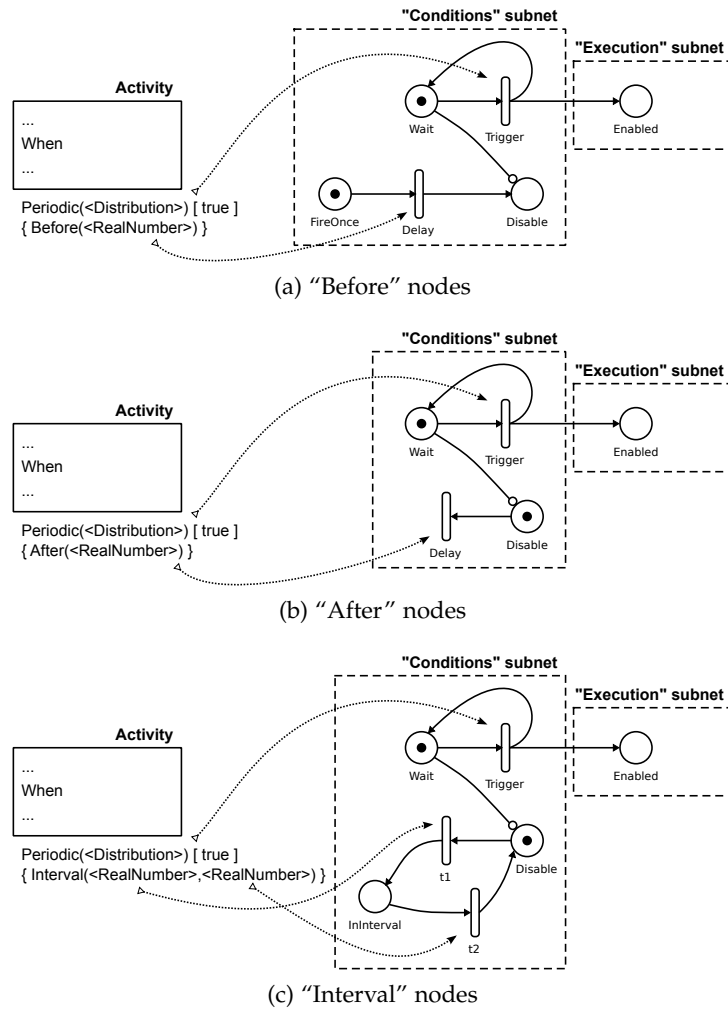 "Conditions" subnet
"Execution" subnet
Activity
...
When
...
Wait
Trigger
Enabled
Periodic(<Distribution>) [ true ]
{ Before(<RealNumber>) }
FireOnce
Delay
Disable
(a) “Before” nodes
"Conditions" subnet
"Execution" subnet
Activity
...
When
...
Wait
Trigger
Enabled
Periodic(<Distribution>) [ true ]
{ After(<RealNumber>) }
Delay
Disable
(b) “After” nodes
"Conditions" subnet
"Execution" subnet
Activity
...
When
...
Wait
Trigger
Enabled
Periodic(<Distribution>) [ true ]
{ Interval(<RealNumber>,<RealNumber>) }
t1
Disable
InInterval
t2
(c) “Interval” nodes